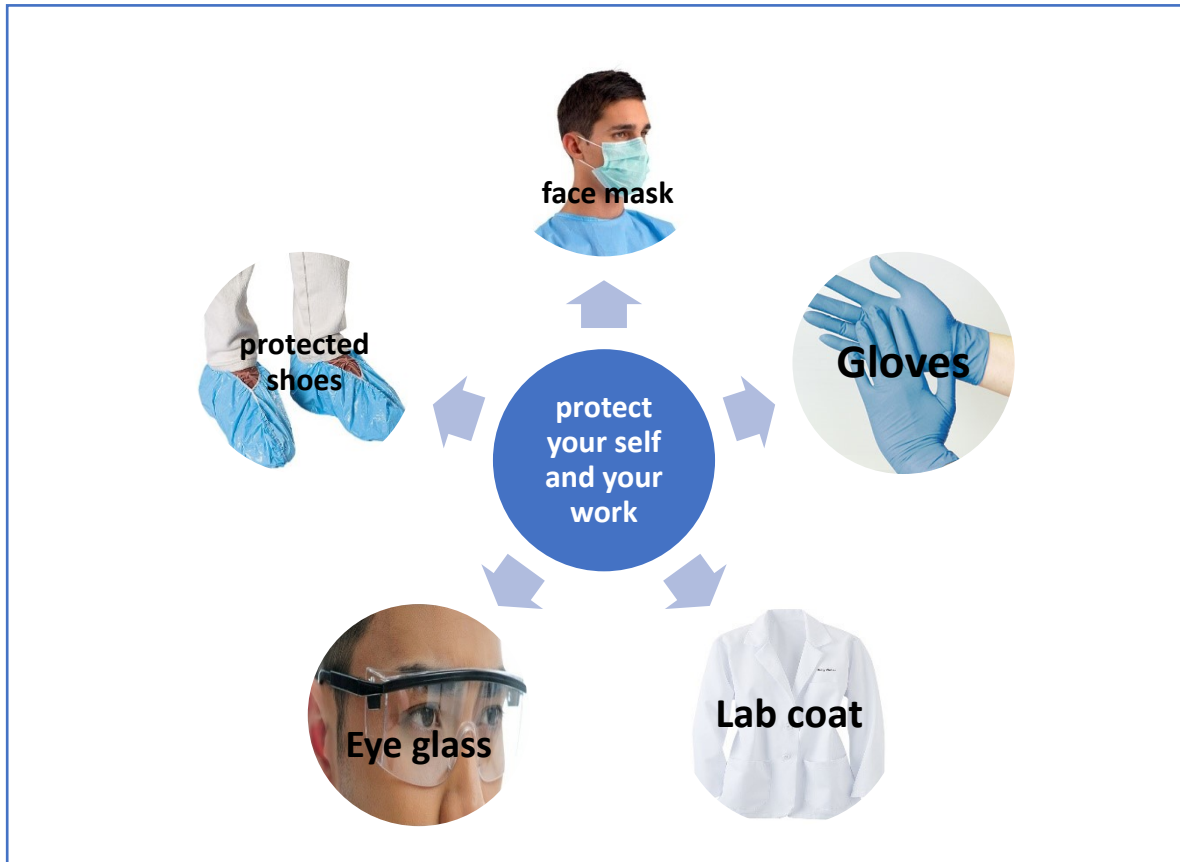 face mask
protected
shoes
Gloves
protect
your self
and your
work
Eye glass
Lab coat